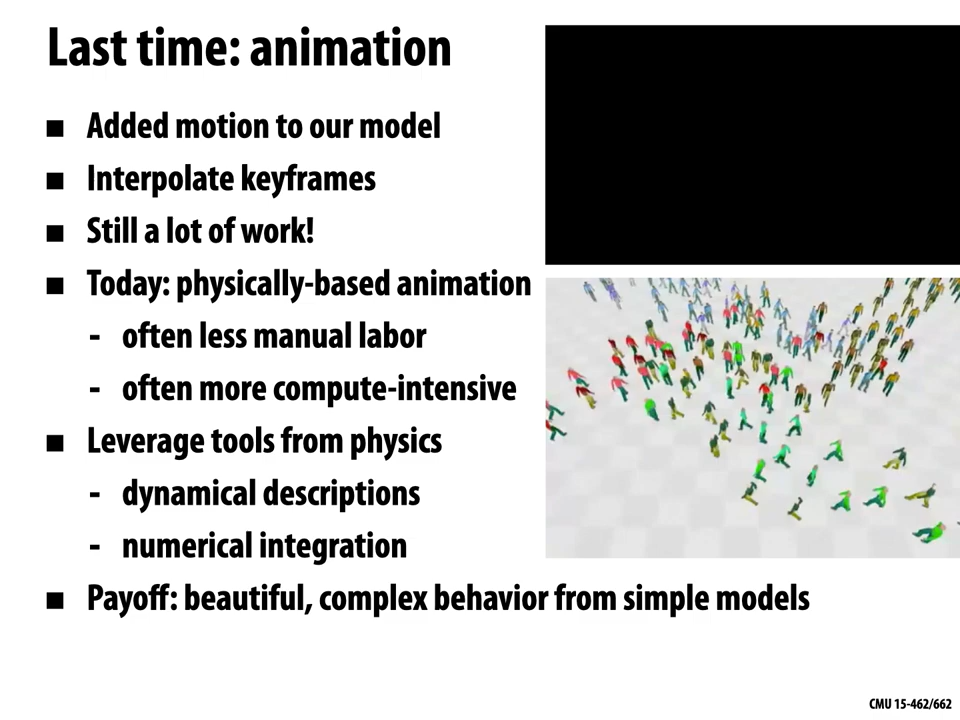 Last time: animation
■ Added motion to our model
■ Interpolate keyframes
■ Still a lot of work!
■ Today: physically-based animation
- often less manual labor
- often more compute-intensive
■ Leverage tools from physics
- dynamical descriptions
- numerical integration
■ Payoff: beautiful, complex behavior from simple models
CMU 15-462/662